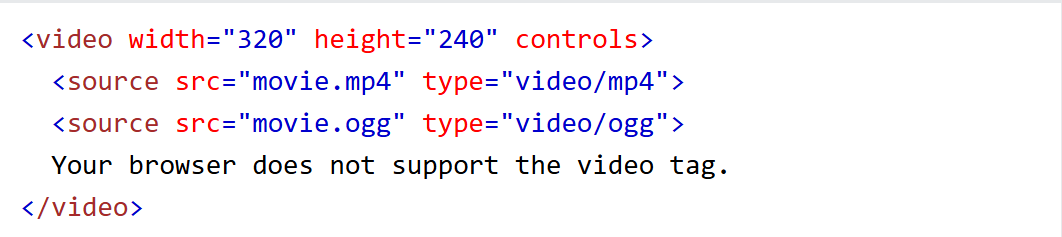 <video width="320" height="240" controls>
<source src="movie.mp4" type="video/mp4">
<source src="movie.ogg" type="video/ogg">
Your browser does not support the video tag.
</video>